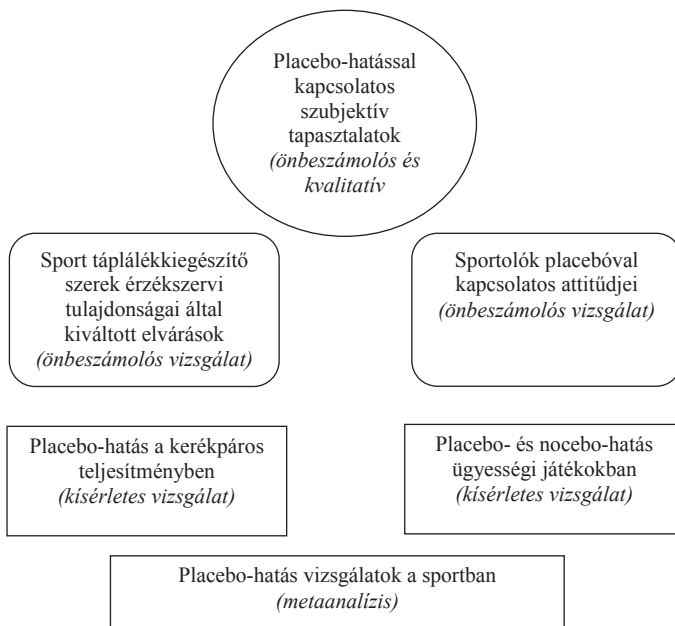 Placebo-hatással
kapcsolatos
szubjektív
tapasztalatok
(önbeszámolós és
kvalitatív
Sport táplálékkiegészítő
szerek érzékszervi
tulajdonságai által
kiváltott elvárások
(önbeszámolós vizsgálat)
Sportolók placebóval
kapcsolatos attitűdjei
(önbeszámolós vizsgálat)
Placebo-hatás a kerékpáros
teljesítményben
(kísérletes vizsgálat)
Placebo- és nocebo-hatás
ügyességi játékokban
(kísérletes vizsgálat)
Placebo-hatás vizsgálatok a sportban
(metaanalízis)